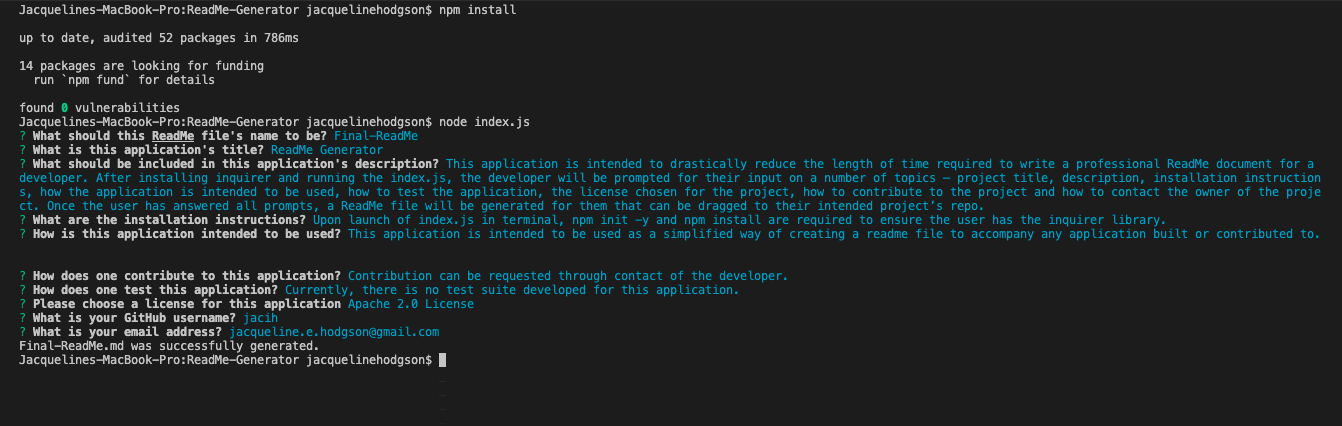 Jacquelines-MacBook-Pro:ReadMe-Generator jacquelinehodgson$ npm install
up to date, audited 52 packages in 786ms
14 packages are looking for funding
  run `npm fund` for details
found 0 vulnerabilities
Jacquelines-MacBook-Pro:ReadMe-Generator jacquelinehodgson$ node index.js
? What should this ReadMe file's name to be? Final-ReadMe
? What is this application's title? ReadMe Generator
? What should be included in this application's description? This application is intended to drastically reduce the length of time required to write a professional ReadMe document for a
developer. After installing inquirer and running the index.js, the developer will be prompted for their input on a number of topics – project title, description, installation instruction
s, how the application is intended to be used, how to test the application, the license chosen for the project, how to contribute to the project and how to contact the owner of the proje
ct. Once the user has answered all prompts, a ReadMe file will be generated for them that can be dragged to their intended project’s repo.
? What are the installation instructions? Upon launch of index.js in terminal, npm init -y and npm install are required to ensure the user has the inquirer library.
? How is this application intended to be used? This application is intended to be used as a simplified way of creating a readme file to accompany any application built or contributed to.
? How does one contribute to this application? Contribution can be requested through contact of the developer.
? How does one test this application? Currently, there is no test suite developed for this application.
? Please choose a license for this application Apache 2.0 License
? What is your GitHub username? jacih
? What is your email address? jacqueline.e.hodgson@gmail.com
Final-ReadMe.md was successfully generated.
Jacquelines-MacBook-Pro:ReadMe-Generator jacquelinehodgson$